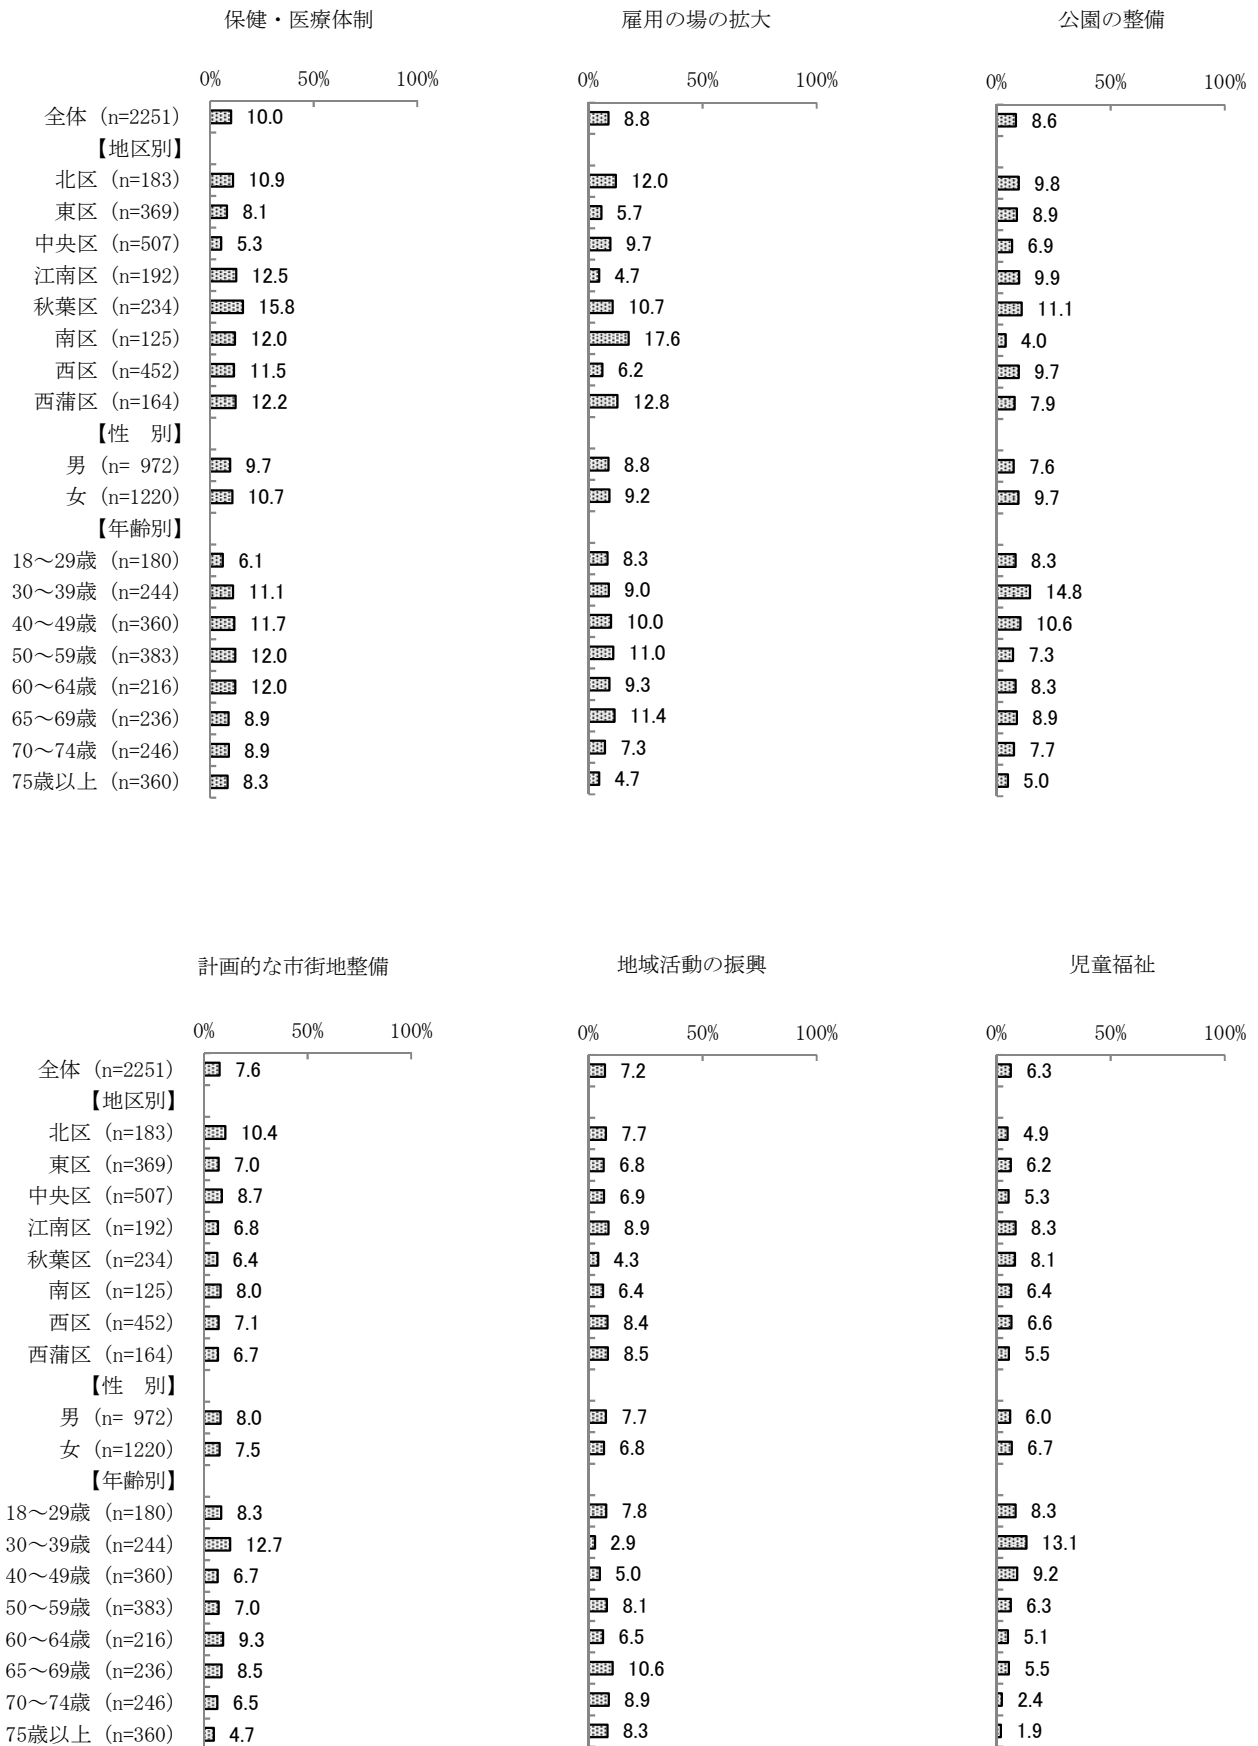 保健・医療体制 雇用の場の拡大 公園の整備
0% 50% 100% 0% 50% 100% 0% 50% 100%
全体 (n=2251) 10.0 8.8 8.6
【地区別】
北区 (n=183) 10.9 12.0 9.8
東区 (n=369) 8.1 5.7 8.9
中央区 (n=507) 5.3 9.7 6.9
江南区 (n=192) 12.5 4.7 9.9
秋葉区 (n=234) 15.8 10.7 11.1
南区 (n=125) 12.0 17.6 4.0
西区 (n=452) 11.5 6.2 9.7
西蒲区 (n=164) 12.2 12.8 7.9
【性　別】
男 (n= 972) 9.7 8.8 7.6
女 (n=1220) 10.7 9.2 9.7
【年齢別】
18～29歳 (n=180) 6.1 8.3 8.3
30～39歳 (n=244) 11.1 9.0 14.8
40～49歳 (n=360) 11.7 10.0 10.6
50～59歳 (n=383) 12.0 11.0 7.3
60～64歳 (n=216) 12.0 9.3 8.3
65～69歳 (n=236) 8.9 11.4 8.9
70～74歳 (n=246) 8.9 7.3 7.7
75歳以上 (n=360) 8.3 4.7 5.0
計画的な市街地整備 地域活動の振興 児童福祉
0% 50% 100% 0% 50% 100% 0% 50% 100%
全体 (n=2251) 7.6 7.2 6.3
【地区別】
北区 (n=183) 10.4 7.7 4.9
東区 (n=369) 7.0 6.8 6.2
中央区 (n=507) 8.7 6.9 5.3
江南区 (n=192) 6.8 8.9 8.3
秋葉区 (n=234) 6.4 4.3 8.1
南区 (n=125) 8.0 6.4 6.4
西区 (n=452) 7.1 8.4 6.6
西蒲区 (n=164) 6.7 8.5 5.5
【性　別】
男 (n= 972) 8.0 7.7 6.0
女 (n=1220) 7.5 6.8 6.7
【年齢別】
18～29歳 (n=180) 8.3 7.8 8.3
30～39歳 (n=244) 12.7 2.9 13.1
40～49歳 (n=360) 6.7 5.0 9.2
50～59歳 (n=383) 7.0 8.1 6.3
60～64歳 (n=216) 9.3 6.5 5.1
65～69歳 (n=236) 8.5 10.6 5.5
70～74歳 (n=246) 6.5 8.9 2.4
75歳以上 (n=360) 4.7 8.3 1.9